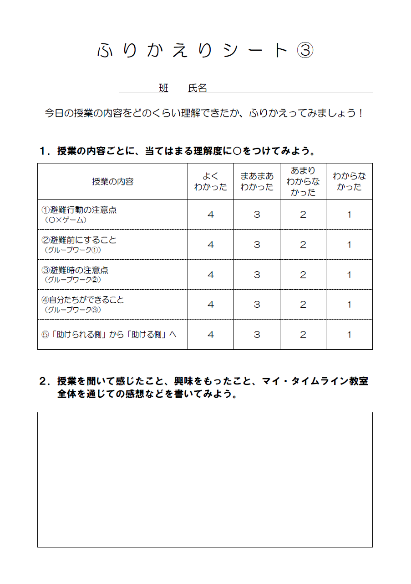 ふりかえりシート③
班　氏名
今日の授業の内容をどのくらい理解できたか、ふりかえってみましょう！
１．授業の内容ごとに、当てはまる理解度に○をつけてみよう。
授業の内容　よくわかった　まあまあわかった　あまりわからなかった　わからなかった
①避難行動の注意点
（○×ゲーム）　4　3　2　1
②避難前にすること
（グループワーク①）　4　3　2　1
③避難時の注意点
（グループワーク②）　4　3　2　1
④自分たちができること
（グループワーク③）　4　3　2　1
⑤「助けられる側」から「助ける側」へ　4　3　2　1
２．授業を聞いて感じたこと、興味をもったこと、マイ・タイムライン教室
全体を通じての感想などを書いてみよう。